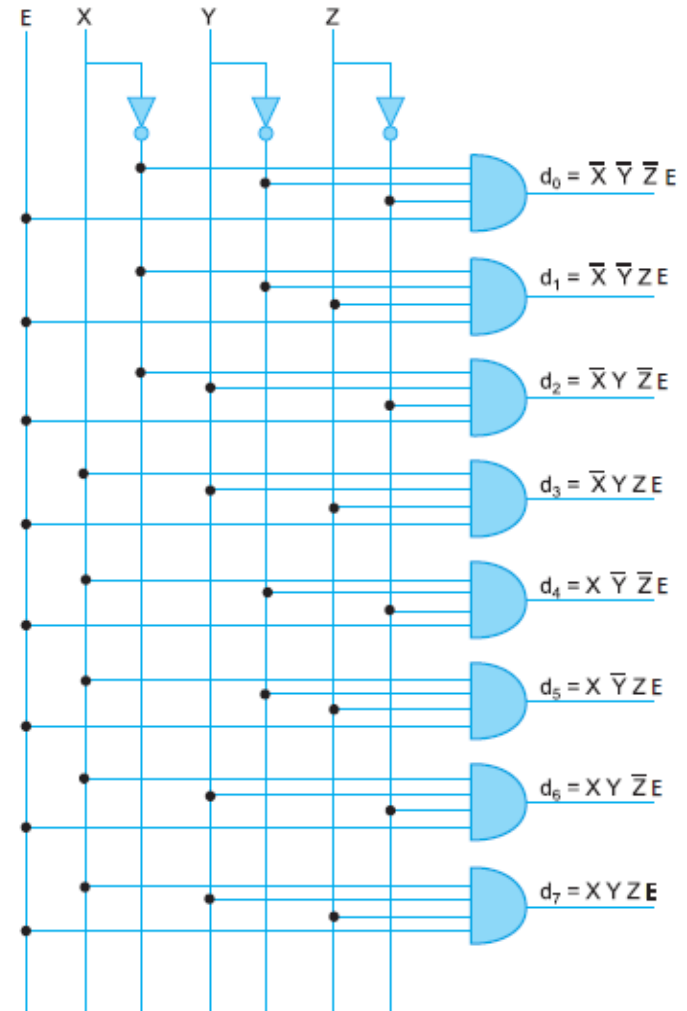 E X Y Z
d₀ = X̅ Y̅ Z̅ E
d₁ = X̅ Y̅ Z E
d₂ = X̅ Y Z̅ E
d₃ = X̅ Y Z E
d₄ = X Y̅ Z̅ E
d₅ = X Y̅ Z E
d₆ = X Y Z̅ E
d₇ = X Y Z E